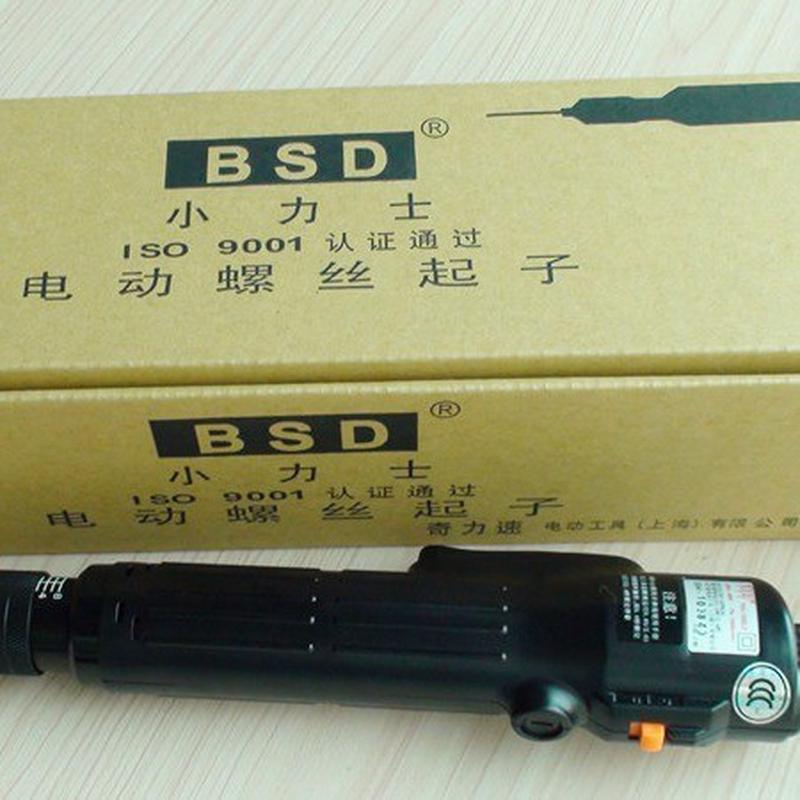 BSD®
小力士
ISO 9001 认证通过
电动螺丝起子
BSD®
小力士
ISO 9001 认证通过
电动螺丝起子
奇力速 电动工具(上海)有限公司
注意!